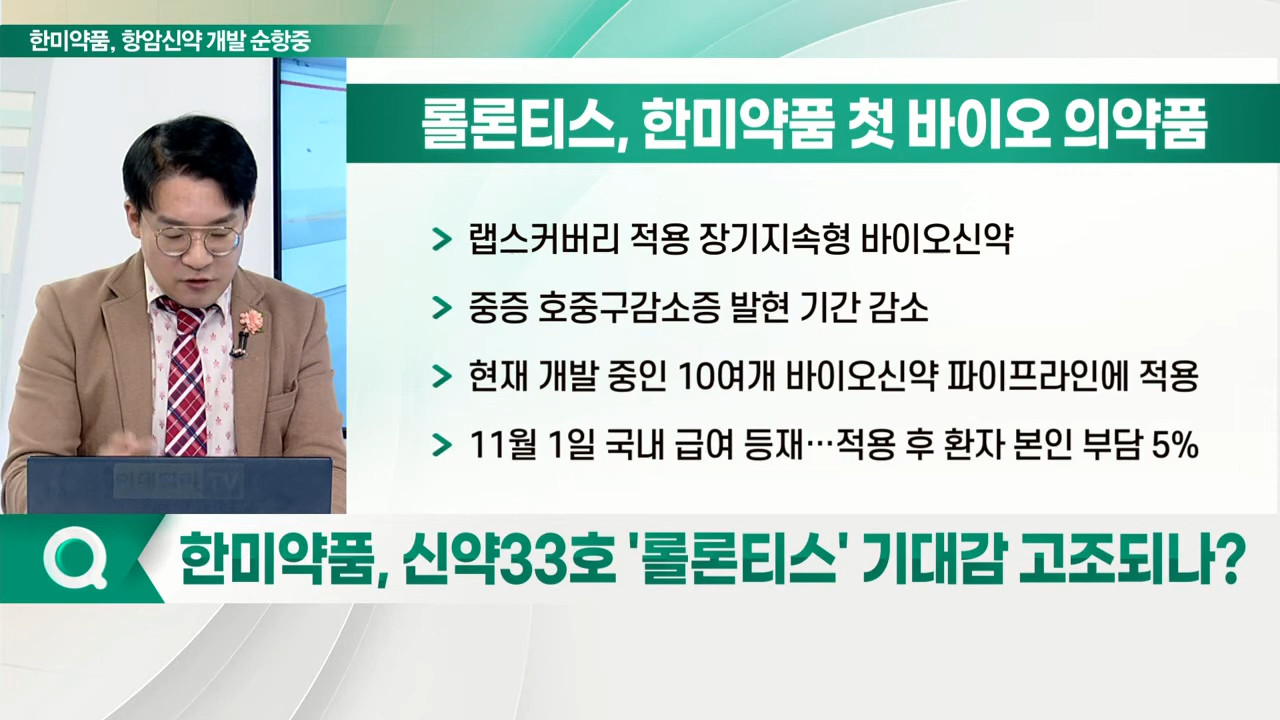 한미약품, 항암신약 개발 순항중
롤론티스, 한미약품 첫 바이오 의약품
랩스커버리 적용 장기지속형 바이오신약
중증 호중구감소증 발현 기간 감소
현재 개발 중인 10여개 바이오신약 파이프라인에 적용
11월 1일 국내 급여 등재…적용 후 환자 본인 부담 5%
Q 한미약품, 신약33호 '롤론티스' 기대감 고조되나?